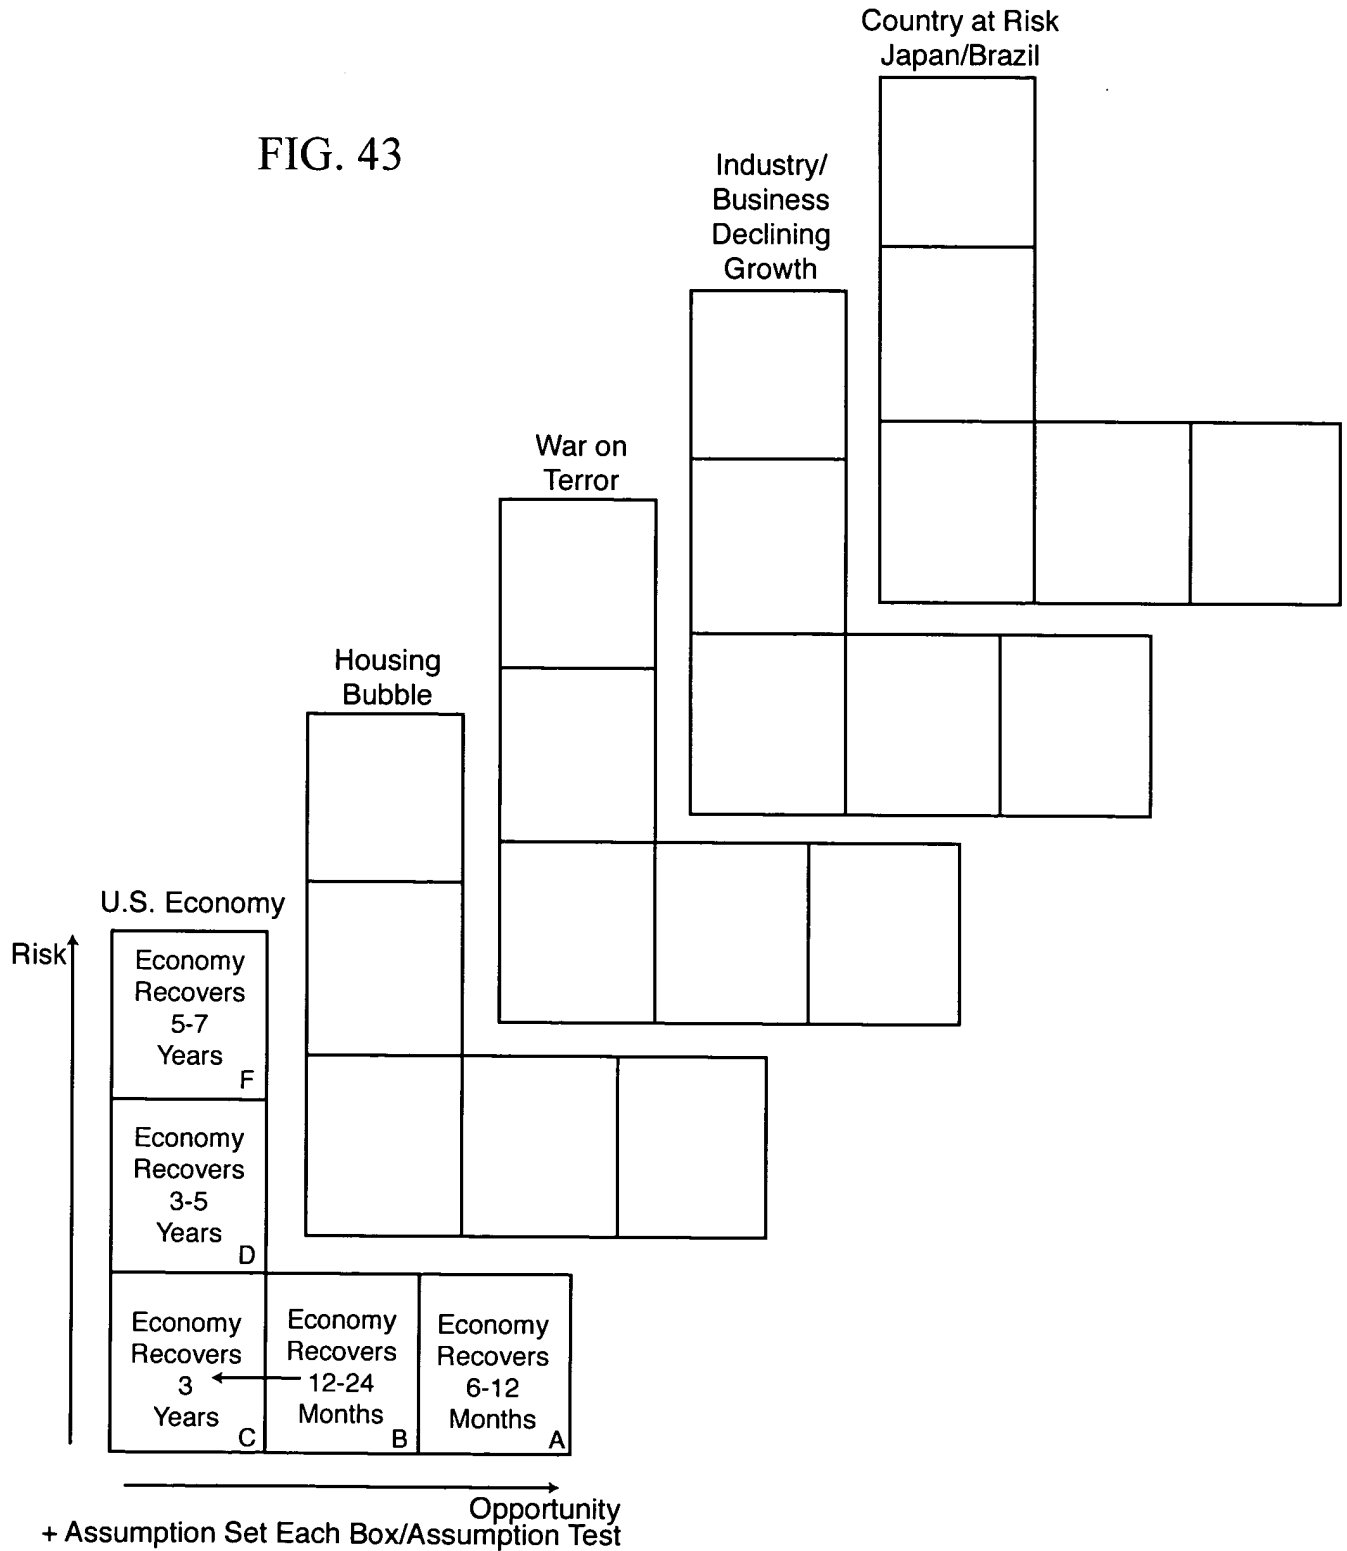 Country at Risk
Japan/Brazil
FIG. 43
Industry/
Business
Declining
Growth
War on
Terror
Housing
Bubble
U.S. Economy
Risk
Economy
Recovers
5-7
Years
F
Economy
Recovers
3-5
Years
D
Economy
Recovers
3
Years
C
Economy
Recovers
12-24
Months
B
Economy
Recovers
6-12
Months
A
Opportunity
+ Assumption Set Each Box/Assumption Test